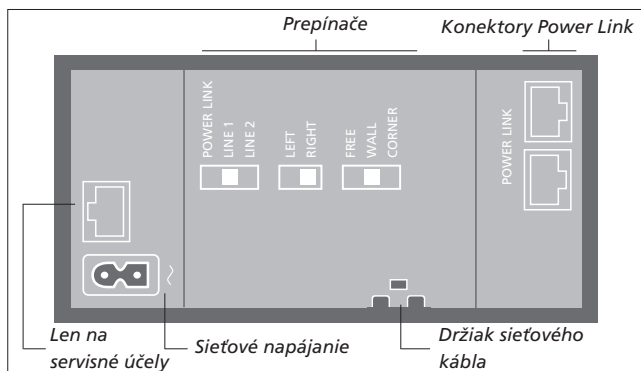 Prepínače
Konektory Power Link
POWER LINK
LINE 1
LINE 2
LEFT
RIGHT
FREE
WALL
CORNER
POWER LINK
Len na
servisné účely
Sieťové napájanie
Držiak sieťového
kábla